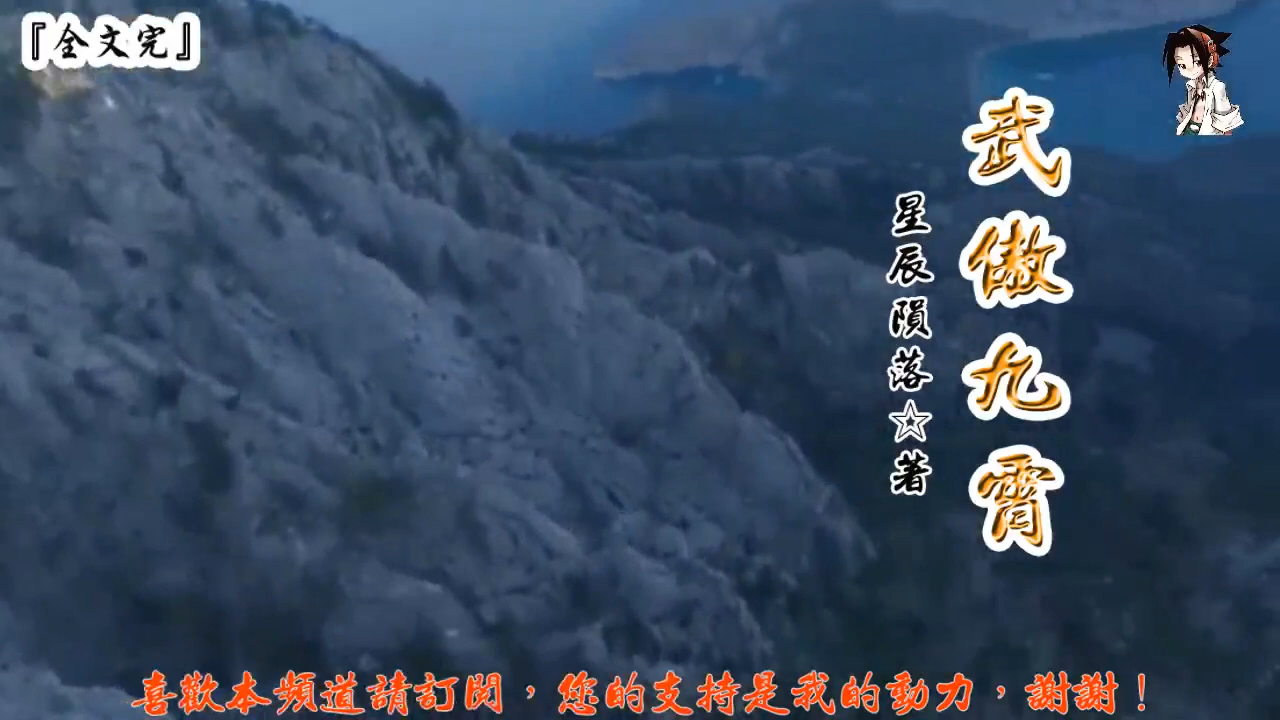 『全文完』
武傲九霄
星辰隕落☆著
喜歡本頻道請訂閱，您的支持是我的動力，謝謝！